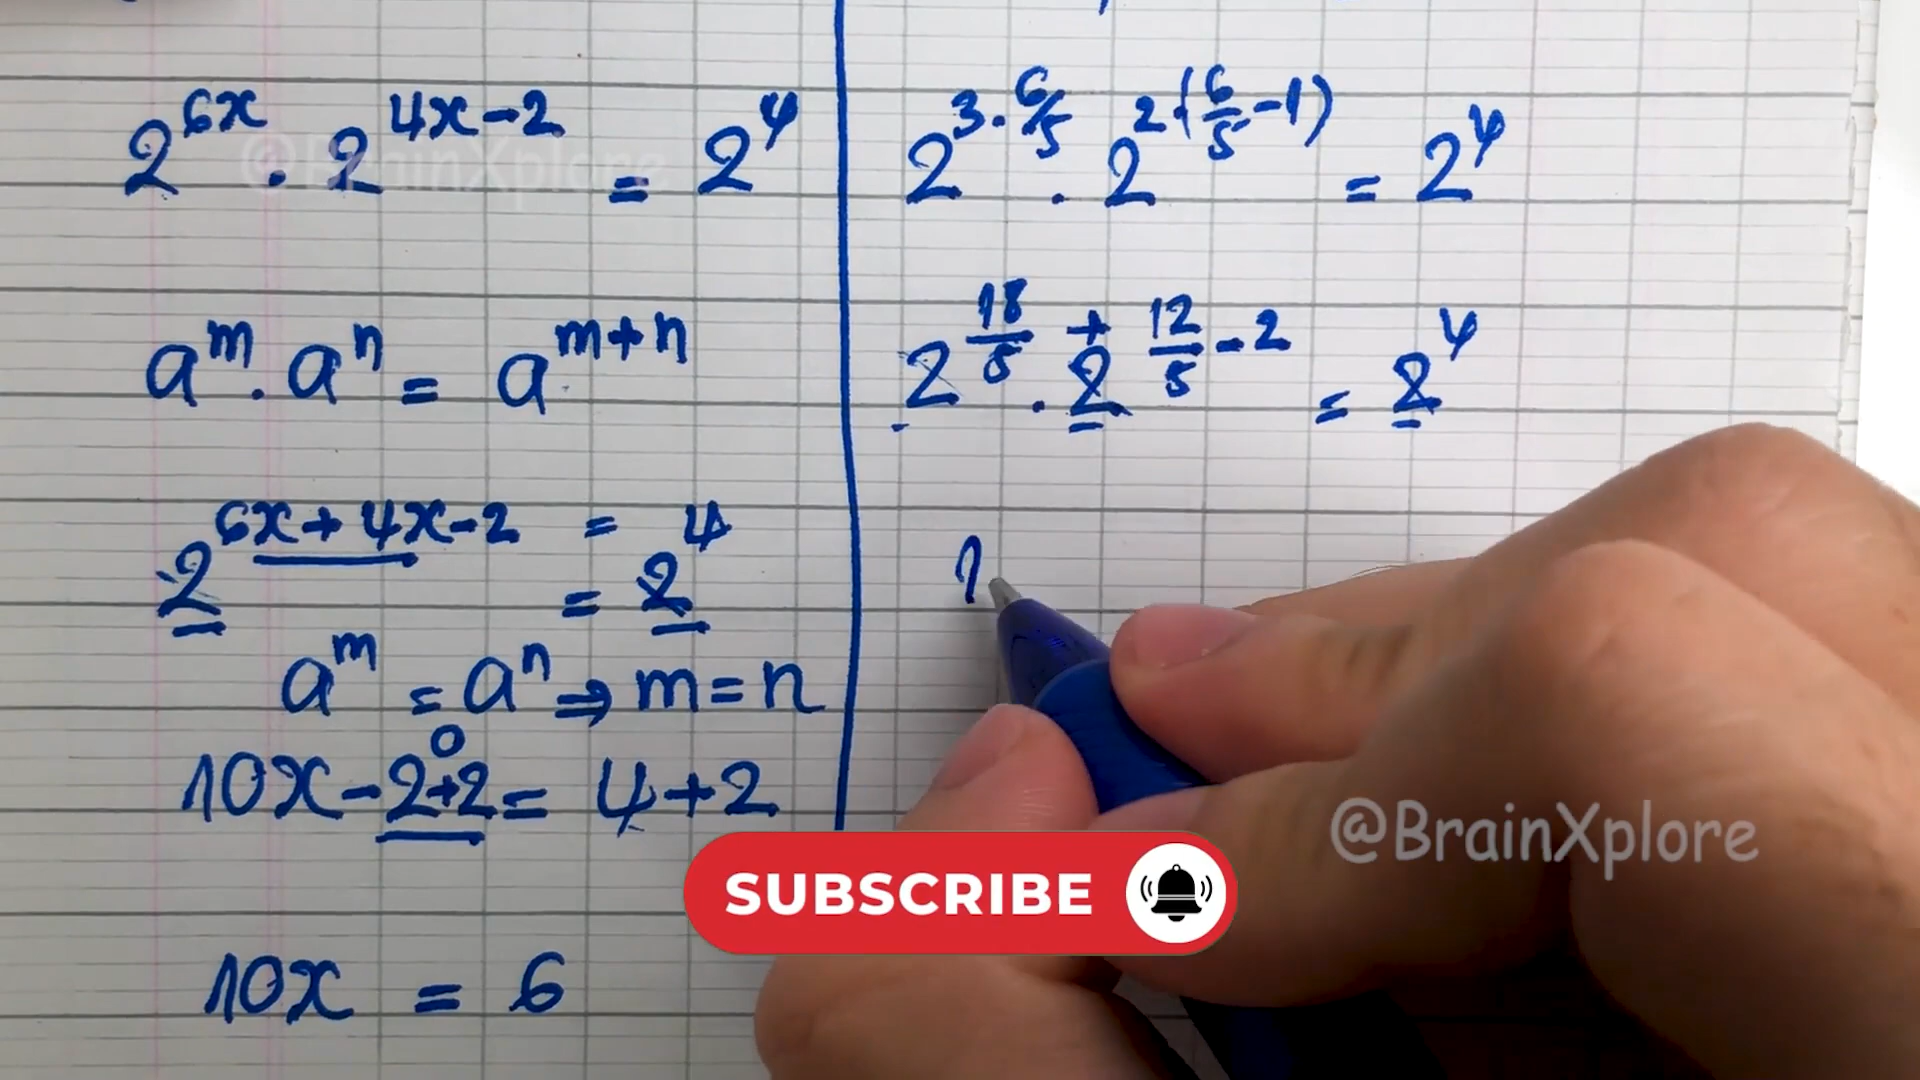 2^{6x} · 2^{4x-2} = 2^4
a^m · a^n = a^{m+n}
2^{6x+4x-2} = 2^4
=
a^m = a^n ⇒ m = n
0
10x - 2+2 = 4+2
10x = 6
2^{3·6/5} · 2^{2·(6/5-1)} = 2^4
2^{18/5} · 2^{12/5-2} = 2^4
+
@BrainXplore
@BrainXplore
SUBSCRIBE